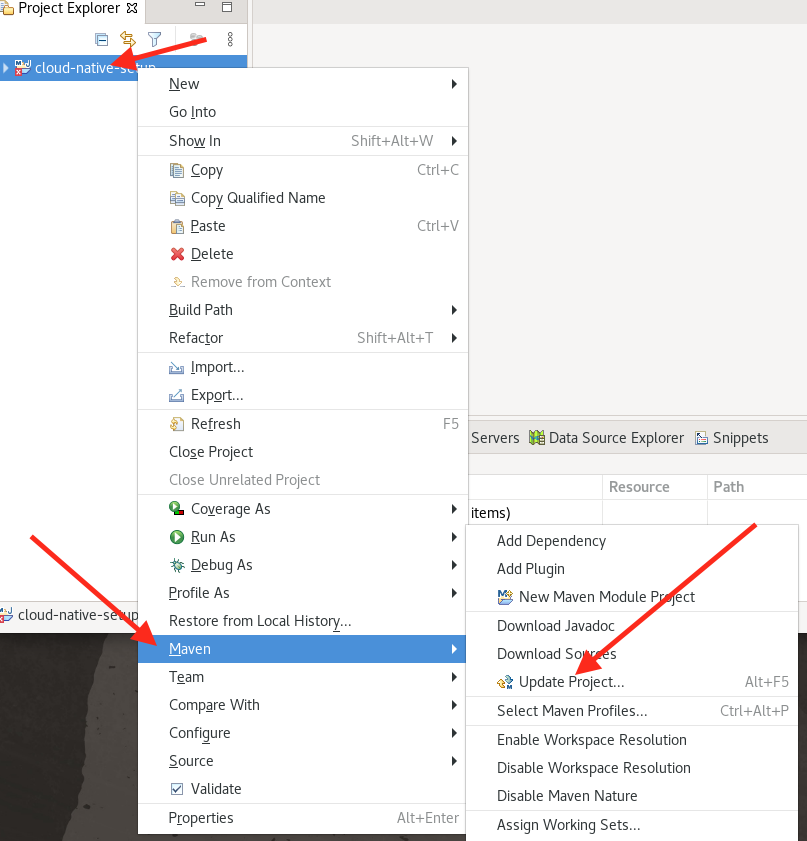 Project Explorer
cloud-native-setup
New
Go Into
Show In Shift+Alt+W
Copy Ctrl+C
Copy Qualified Name
Paste Ctrl+V
Delete
Remove from Context
Build Path
Refactor Shift+Alt+T
Import...
Export...
Refresh F5
Close Project
Close Unrelated Project
Coverage As
Run As
Debug As
Profile As
Restore from Local History...
Maven
Team
Compare With
Configure
Source
Validate
Properties Alt+Enter
Servers Data Source Explorer Snippets
Resource Path
items)
Add Dependency
Add Plugin
New Maven Module Project
Download Javadoc
Download Sources
Update Project... Alt+F5
Select Maven Profiles... Ctrl+Alt+P
Enable Workspace Resolution
Disable Workspace Resolution
Disable Maven Nature
Assign Working Sets...
cloud-native-setup